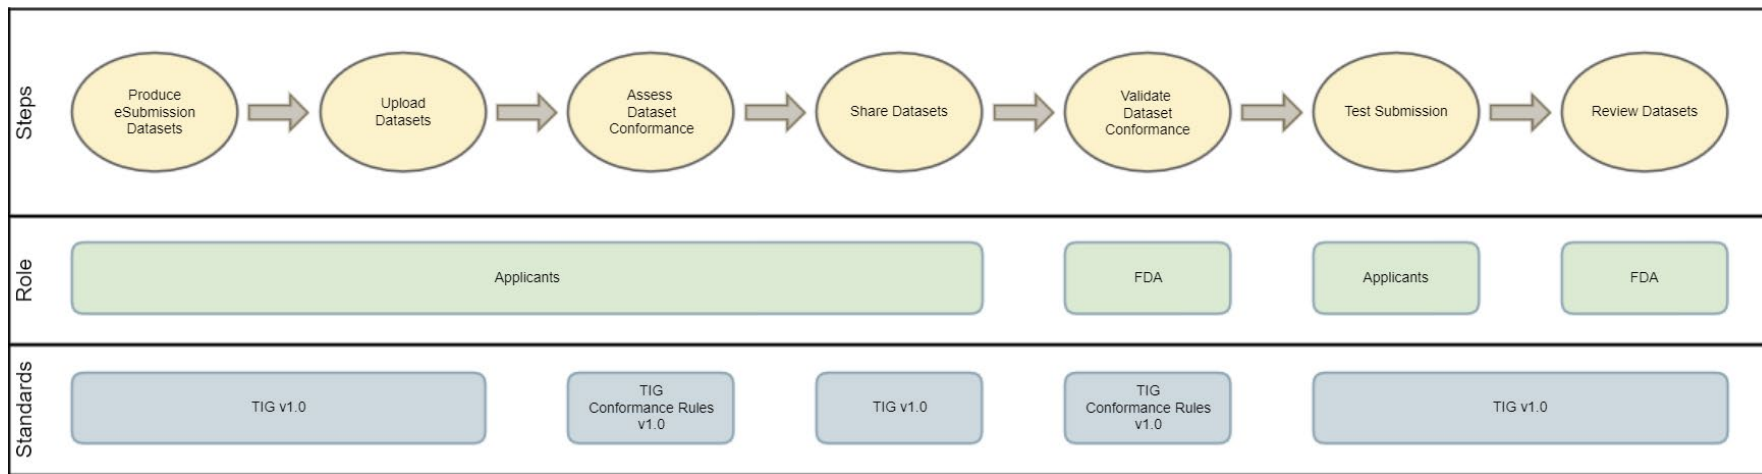 Steps
Produce
eSubmission
Datasets
Upload
Datasets
Assess
Dataset
Conformance
Share Datasets
Validate
Dataset
Conformance
Test Submission
Review Datasets
Role
Applicants
FDA
Applicants
FDA
Standards
TIG v1.0
TIG
Conformance Rules
v1.0
TIG v1.0
TIG
Conformance Rules
v1.0
TIG v1.0